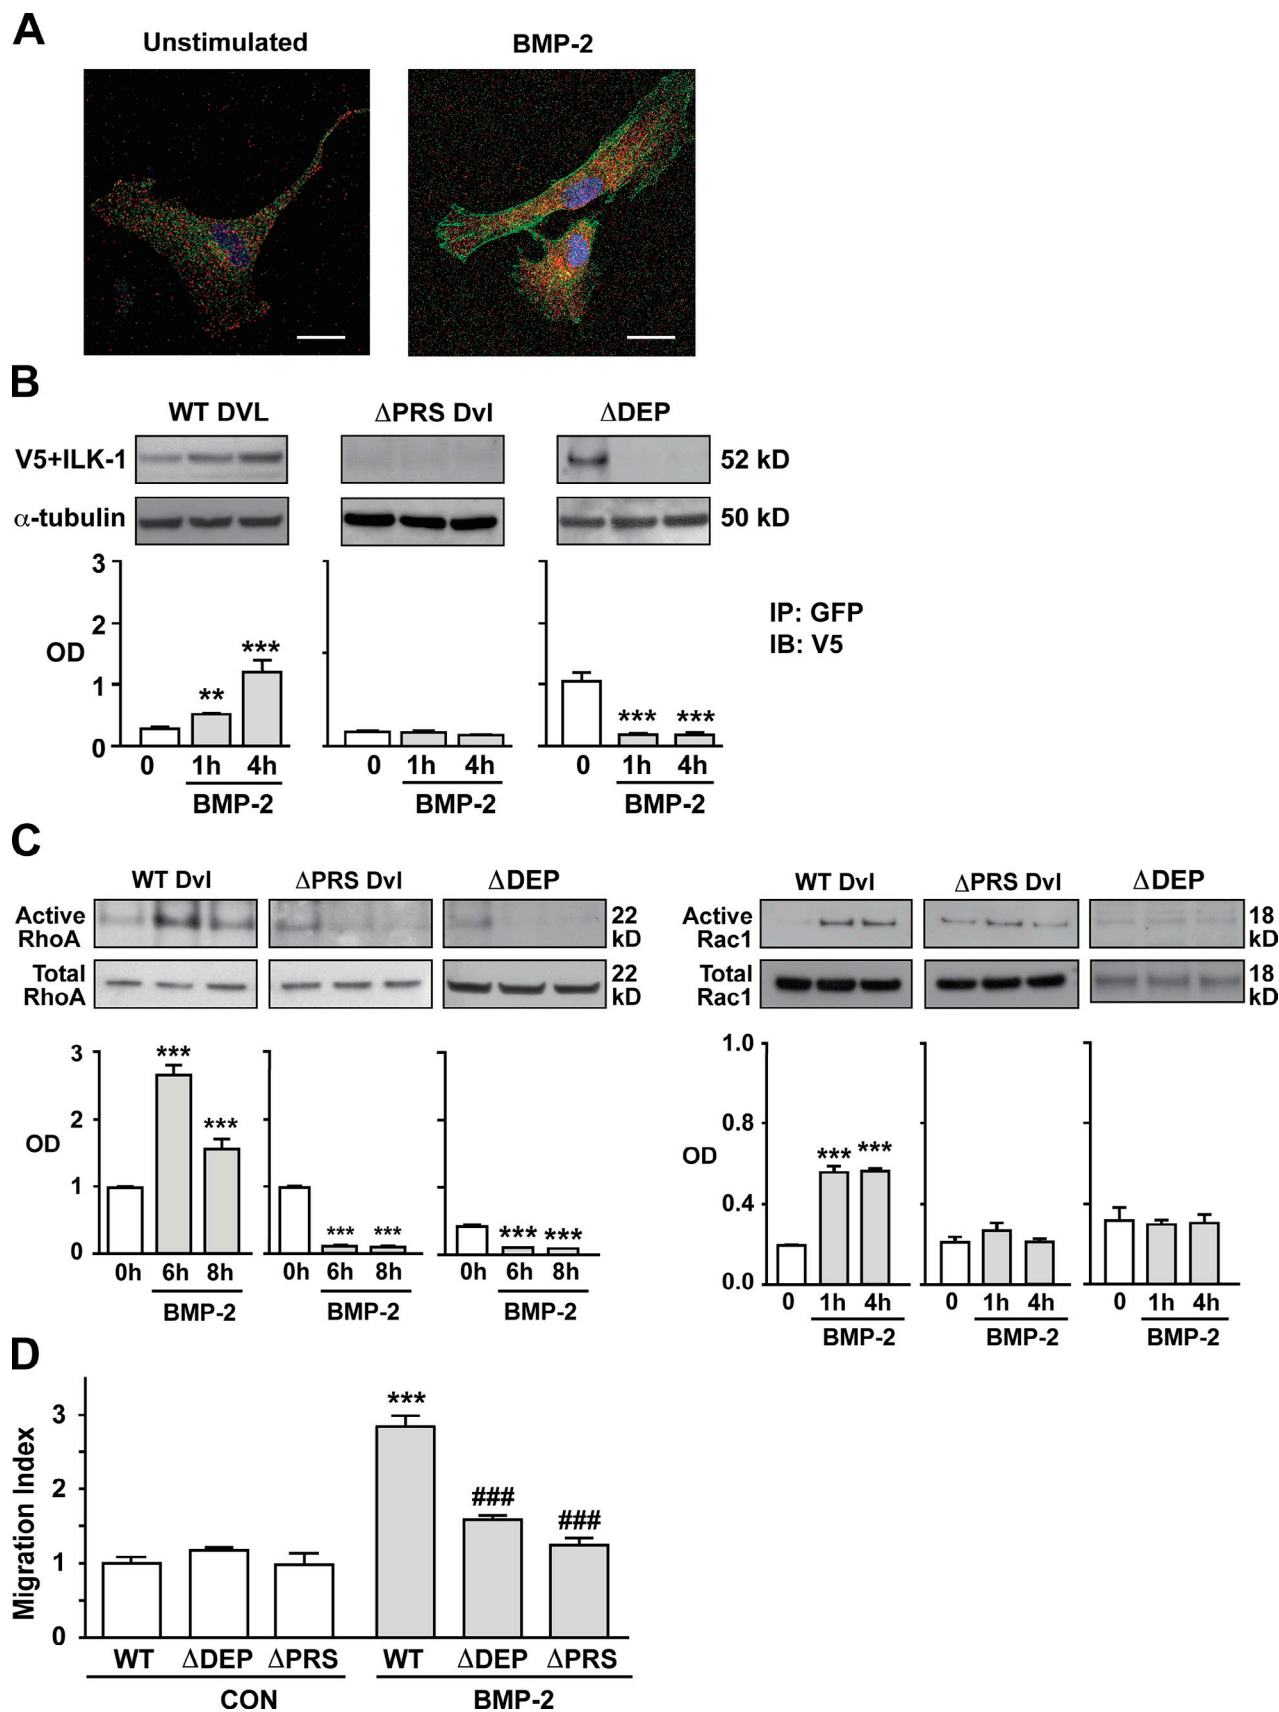 A
Unstimulated
BMP-2
B
WT DVL
ΔPRS Dvl
ΔDEP
V5+ILK-1
52 kD
α-tubulin
50 kD
3
2
OD
1
0
** ***
*** ***
IP: GFP
IB: V5
0 1h 4h
BMP-2
0 1h 4h
BMP-2
0 1h 4h
BMP-2
C
WT Dvl
ΔPRS Dvl
ΔDEP
Active
RhoA
22
kD
Total
RhoA
22
kD
3
2
OD
1
0
*** ***
*** ***
*** ***
0h 6h 8h
BMP-2
0h 6h 8h
BMP-2
0h 6h 8h
BMP-2
WT Dvl
ΔPRS Dvl
ΔDEP
Active
Rac1
18
kD
Total
Rac1
18
kD
1.0
0.8
OD
0.4
0.0
*** ***
0 1h 4h
BMP-2
0 1h 4h
BMP-2
0 1h 4h
BMP-2
D
Migration Index
3
2
1
0
***
###
###
WT ΔDEP ΔPRS
CON
WT ΔDEP ΔPRS
BMP-2